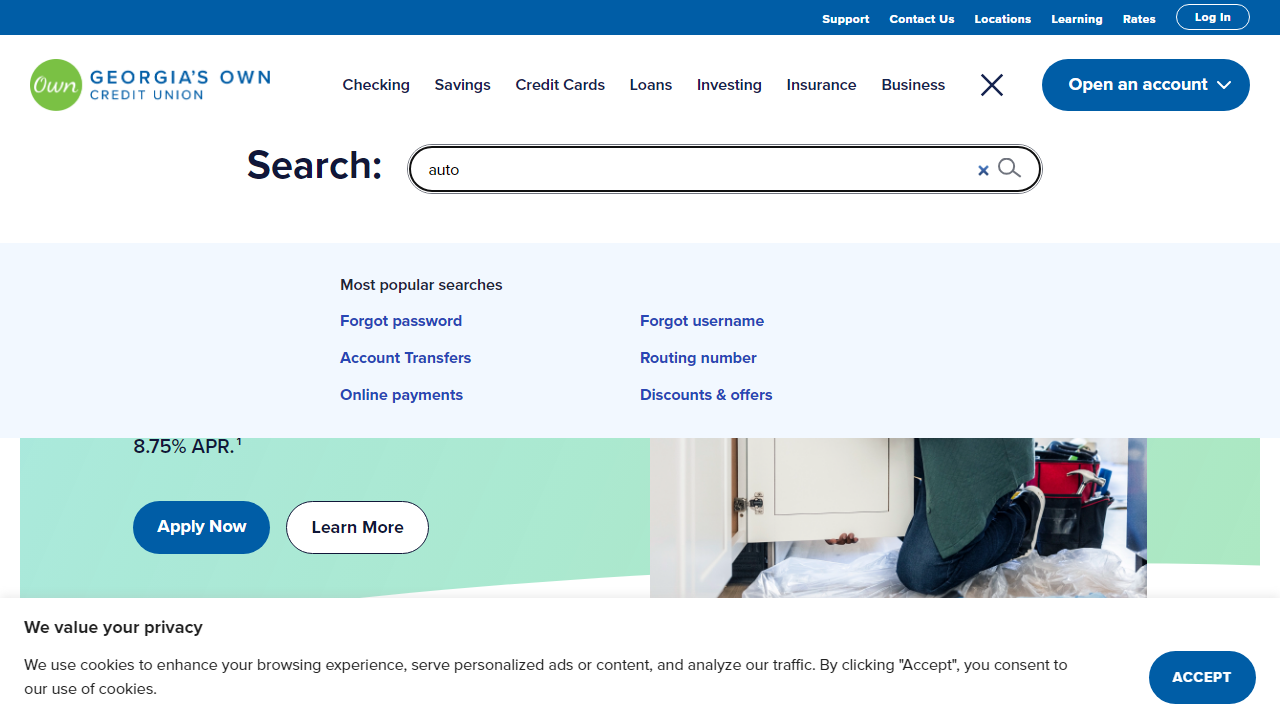 Support Contact Us Locations Learning Rates Log In
Own GEORGIA'S OWN
CREDIT UNION
Checking Savings Credit Cards Loans Investing Insurance Business Open an account
Search: auto
Most popular searches
Forgot password Forgot username
Account Transfers Routing number
Online payments Discounts & offers
8.75% APR.¹
Apply Now Learn More
We value your privacy
We use cookies to enhance your browsing experience, serve personalized ads or content, and analyze our traffic. By clicking "Accept", you consent to
our use of cookies.
ACCEPT